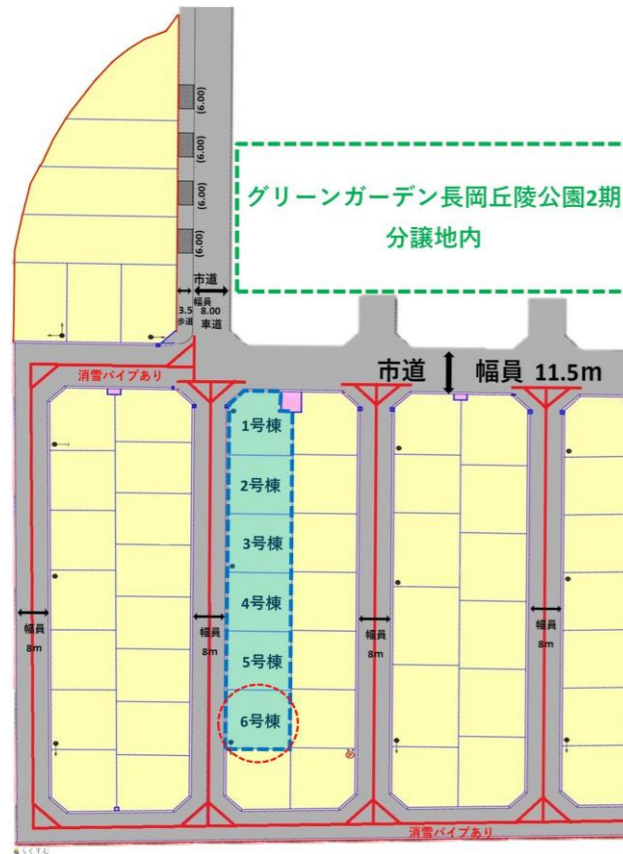 (6.00)
(6.00)
(6.00)
(6.00)
グリーンガーデン長岡丘陵公園2期
分譲地内
市道
幅員
3.5 8.00
歩道 車道
市道 幅員 11.5m
消雪パイプあり
1号棟
2号棟
3号棟
4号棟
5号棟
6号棟
幅員
8m
幅員
8m
幅員
8m
幅員
8m
消雪パイプあり
らくすむ